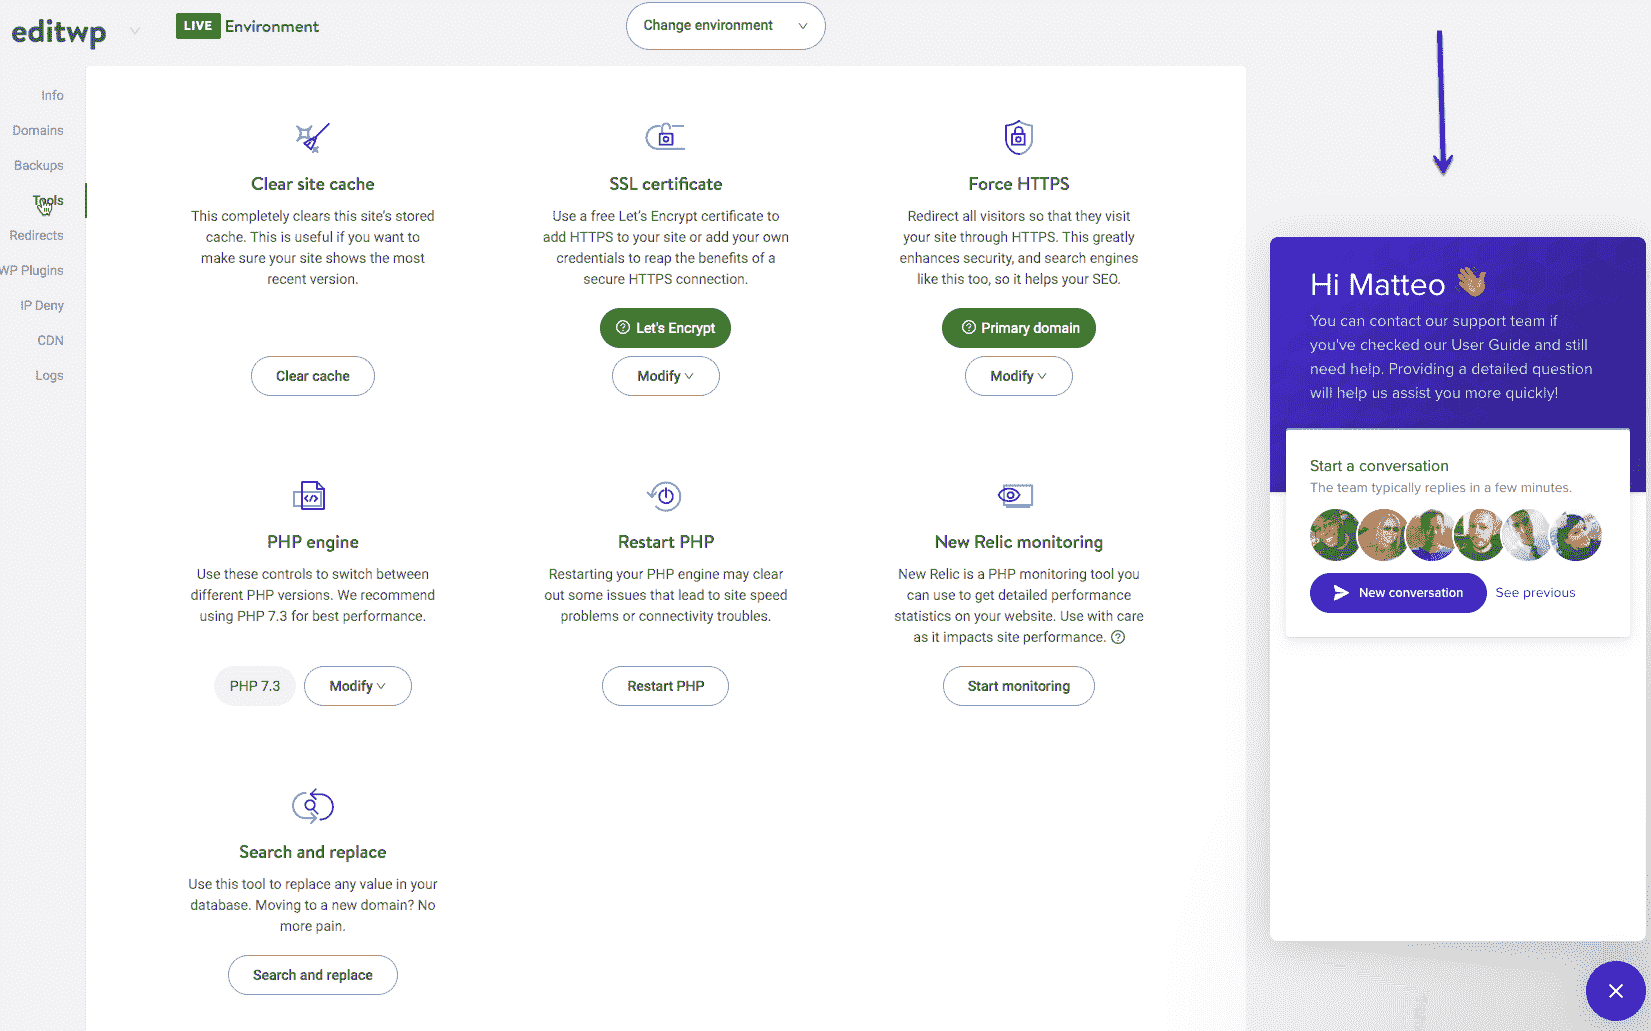 editwp
LIVE Environment
Change environment
Info
Domains
Backups
Tools
Redirects
WP Plugins
IP Deny
CDN
Logs
Clear site cache
This completely clears this site's stored
cache. This is useful if you want to
make sure your site shows the most
recent version.
Clear cache
SSL certificate
Use a free Let's Encrypt certificate to
add HTTPS to your site or add your own
credentials to reap the benefits of a
secure HTTPS connection.
Let's Encrypt
Modify
Force HTTPS
Redirect all visitors so that they visit
your site through HTTPS. This greatly
enhances security, and search engines
like this too, so it helps your SEO.
Primary domain
Modify
PHP engine
Use these controls to switch between
different PHP versions. We recommend
using PHP 7.3 for best performance.
PHP 7.3
Modify
Restart PHP
Restarting your PHP engine may clear
out some issues that lead to site speed
problems or connectivity troubles.
Restart PHP
New Relic monitoring
New Relic is a PHP monitoring tool you
can use to get detailed performance
statistics on your website. Use with care
as it impacts site performance.
Start monitoring
Search and replace
Use this tool to replace any value in your
database. Moving to a new domain? No
more pain.
Search and replace
Hi Matteo 👋🏽
You can contact our support team if
you've checked our User Guide and still
need help. Providing a detailed question
will help us assist you more quickly!
Start a conversation
The team typically replies in a few minutes.
New conversation
See previous